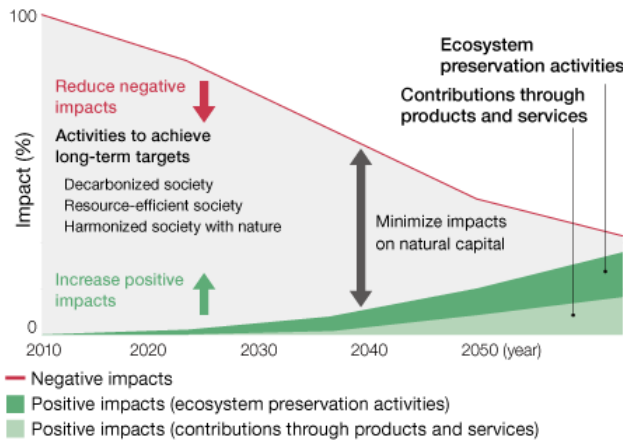 100
Ecosystem
preservation activities
Contributions through
products and services
Reduce negative
impacts
Activities to achieve
long-term targets
Decarbonized society
Resource-efficient society
Harmonized society with nature
Impact (%)
Minimize impacts
on natural capital
Increase positive
impacts
0
2010 2020 2030 2040 2050 (year)
Negative impacts
Positive impacts (ecosystem preservation activities)
Positive impacts (contributions through products and services)